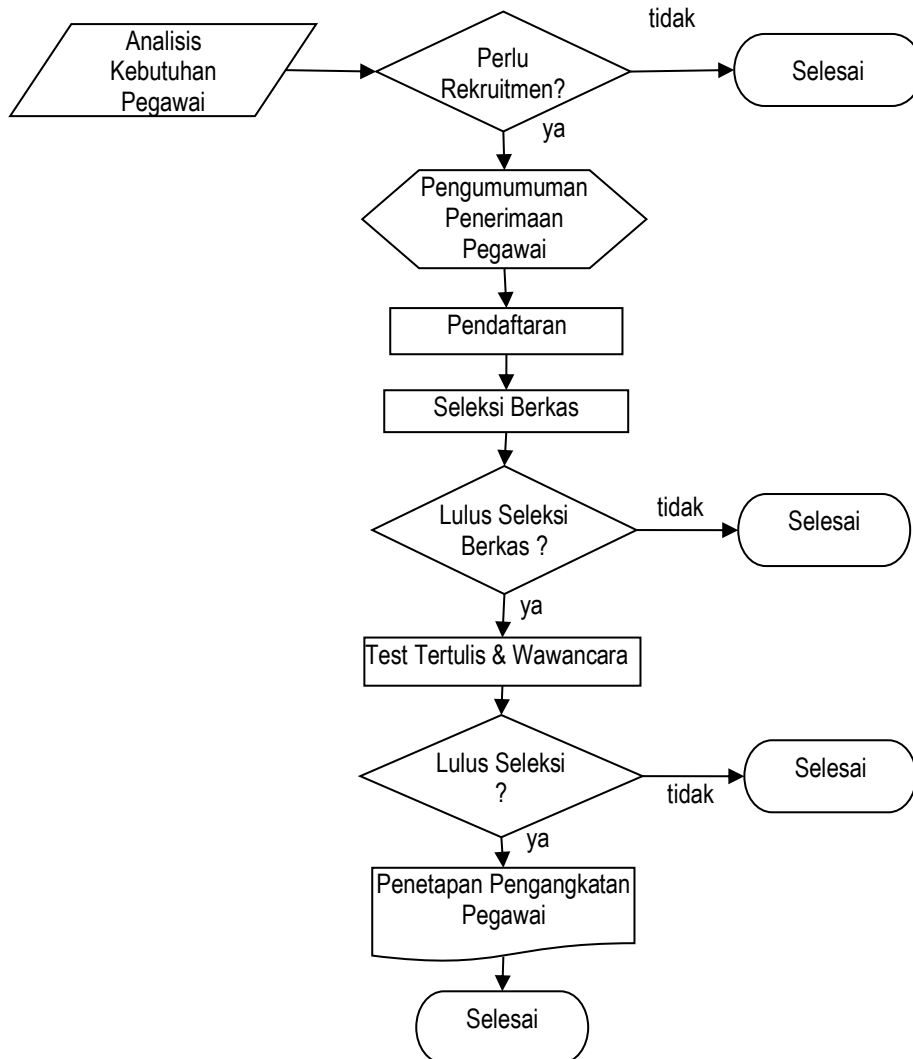 tidak
Analisis
Kebutuhan
Pegawai
Perlu
Rekruitmen?
Selesai
ya
Pengumumuman
Penerimaan
Pegawai
Pendaftaran
Seleksi Berkas
Lulus Seleksi
Berkas ?
tidak
Selesai
ya
Test Tertulis & Wawancara
Lulus Seleksi
?
tidak
Selesai
ya
Penetapan Pengangkatan
Pegawai
Selesai